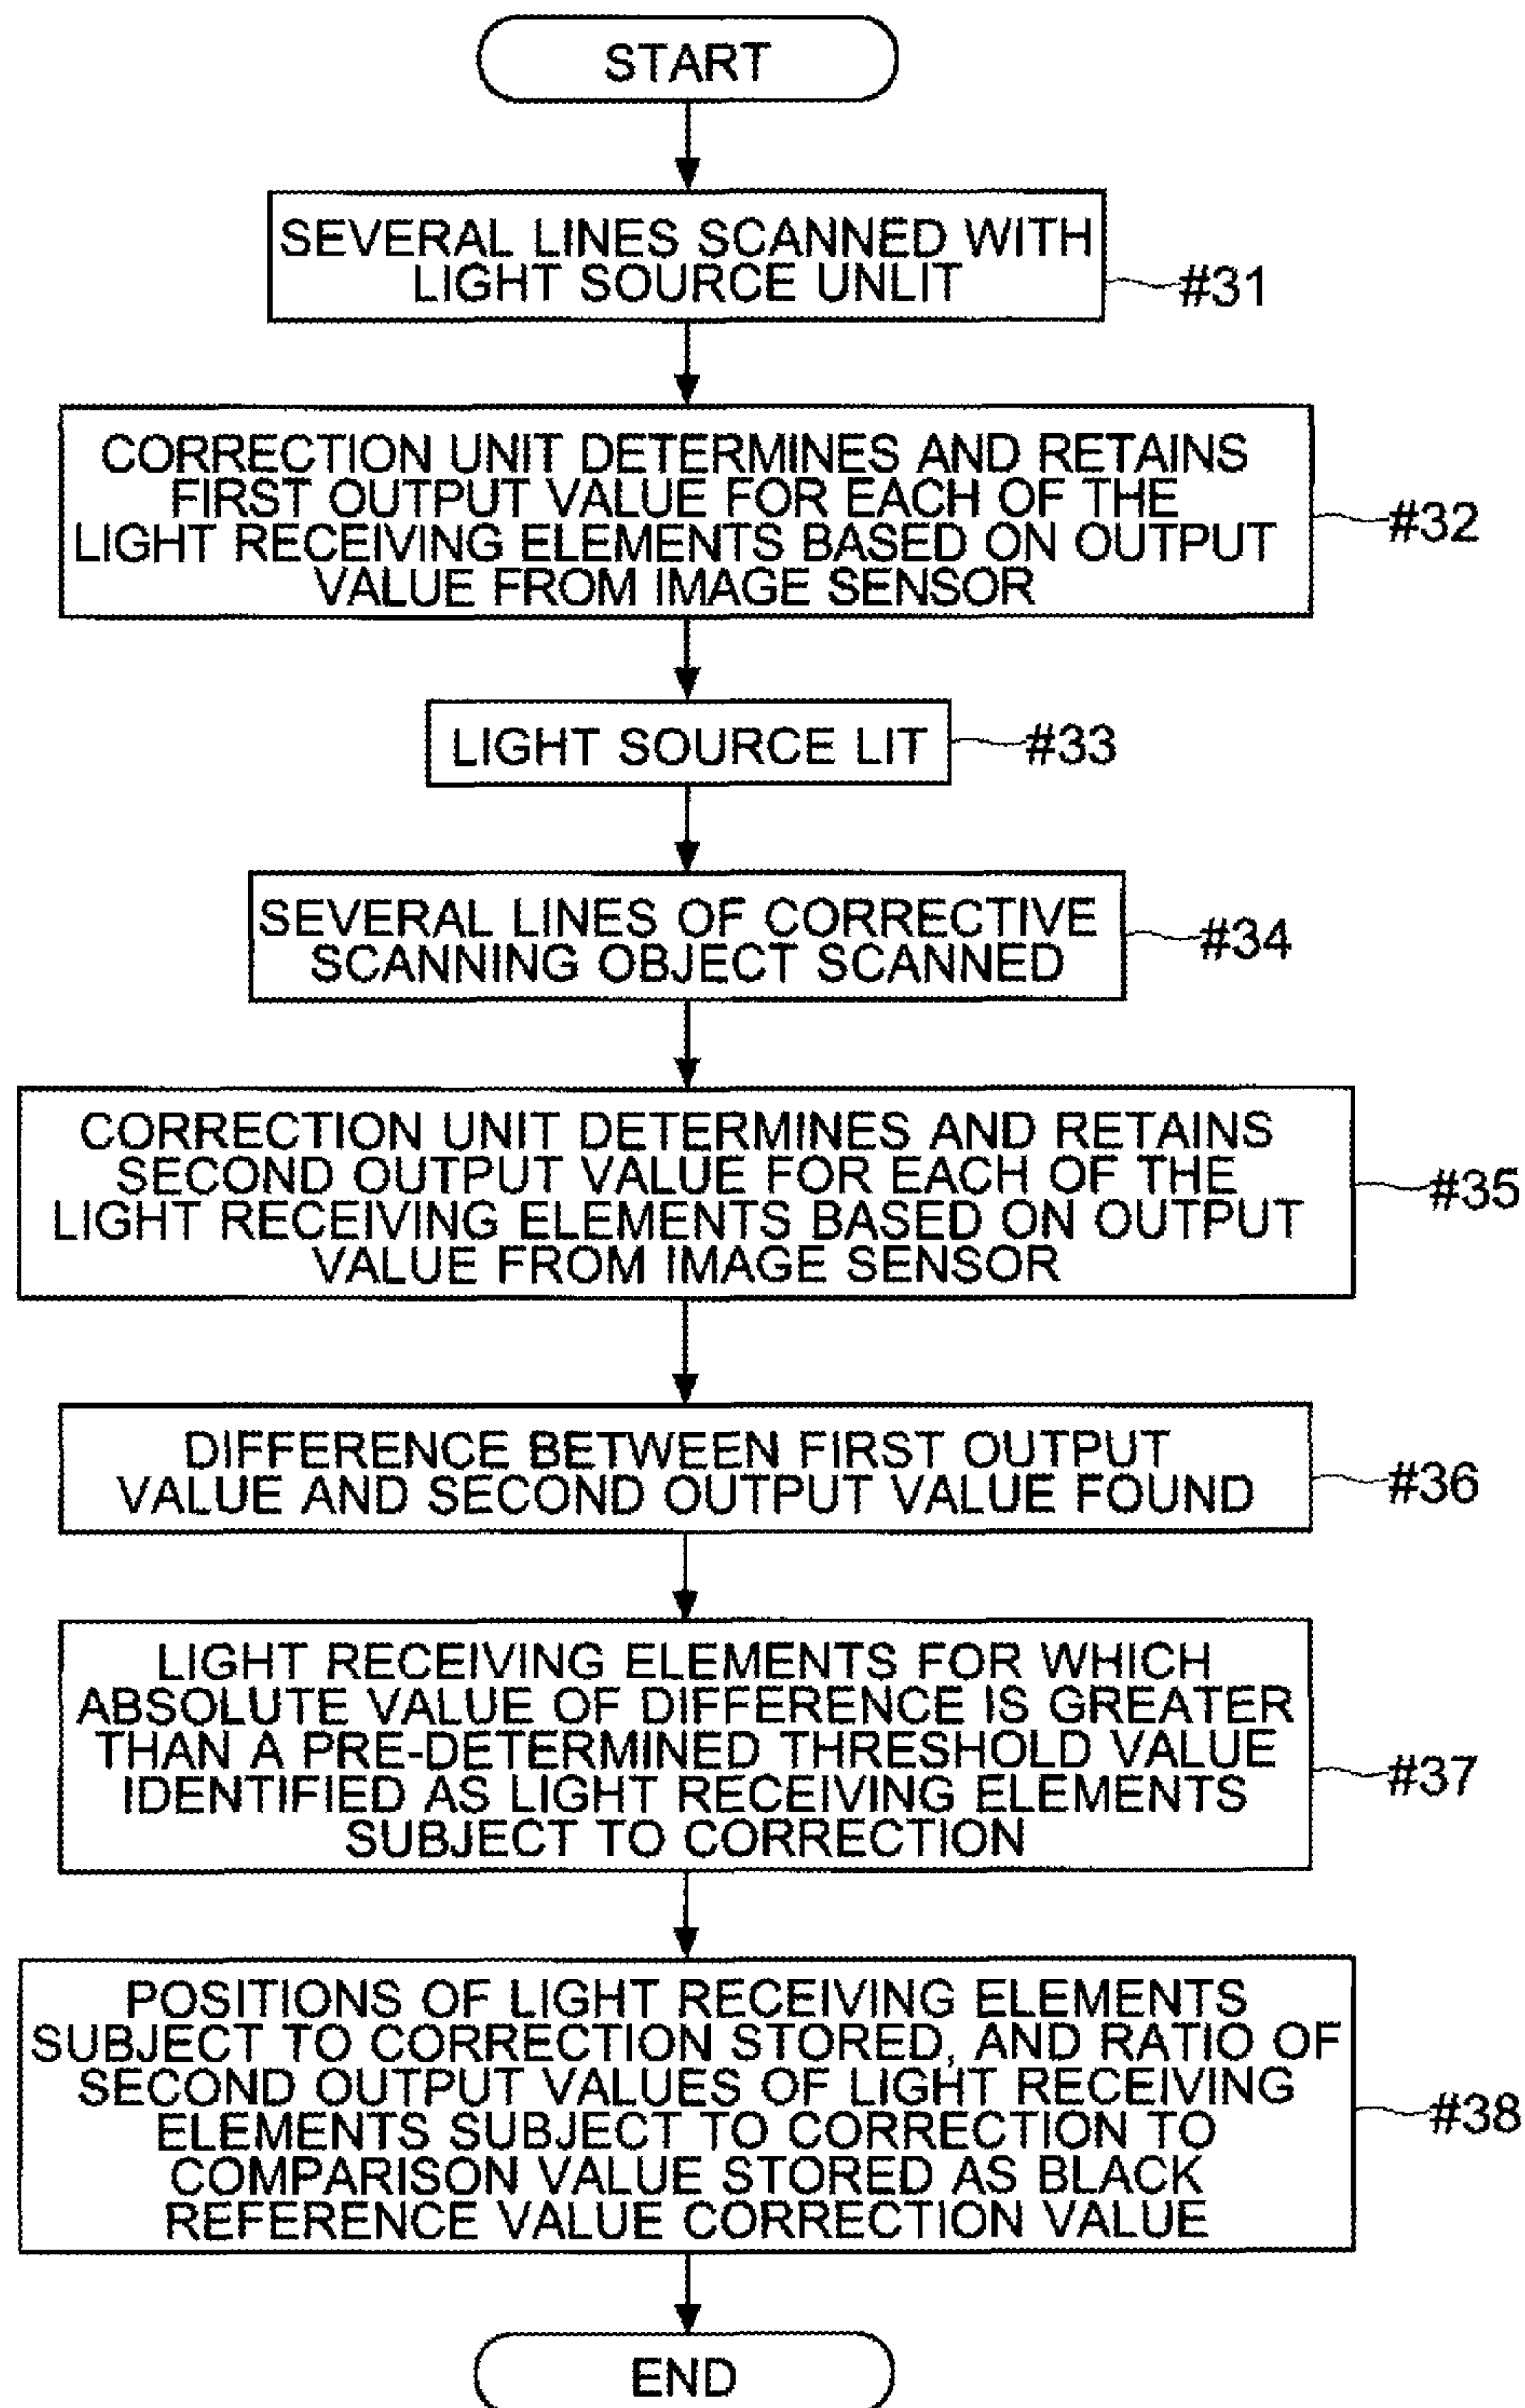 START
SEVERAL LINES SCANNED WITH
LIGHT SOURCE UNLIT
#31
CORRECTION UNIT DETERMINES AND RETAINS
FIRST OUTPUT VALUE FOR EACH OF THE
LIGHT RECEIVING ELEMENTS BASED ON OUTPUT
VALUE FROM IMAGE SENSOR
#32
LIGHT SOURCE LIT
#33
SEVERAL LINES OF CORRECTIVE
SCANNING OBJECT SCANNED
#34
CORRECTION UNIT DETERMINES AND RETAINS
SECOND OUTPUT VALUE FOR EACH OF THE
LIGHT RECEIVING ELEMENTS BASED ON OUTPUT
VALUE FROM IMAGE SENSOR
#35
DIFFERENCE BETWEEN FIRST OUTPUT
VALUE AND SECOND OUTPUT VALUE FOUND
#36
LIGHT RECEIVING ELEMENTS FOR WHICH
ABSOLUTE VALUE OF DIFFERENCE IS GREATER
THAN A PRE-DETERMINED THRESHOLD VALUE
IDENTIFIED AS LIGHT RECEIVING ELEMENTS
SUBJECT TO CORRECTION
#37
POSITIONS OF LIGHT RECEIVING ELEMENTS
SUBJECT TO CORRECTION STORED, AND RATIO OF
SECOND OUTPUT VALUES OF LIGHT RECEIVING
ELEMENTS SUBJECT TO CORRECTION TO
COMPARISON VALUE STORED AS BLACK
REFERENCE VALUE CORRECTION VALUE
#38
END